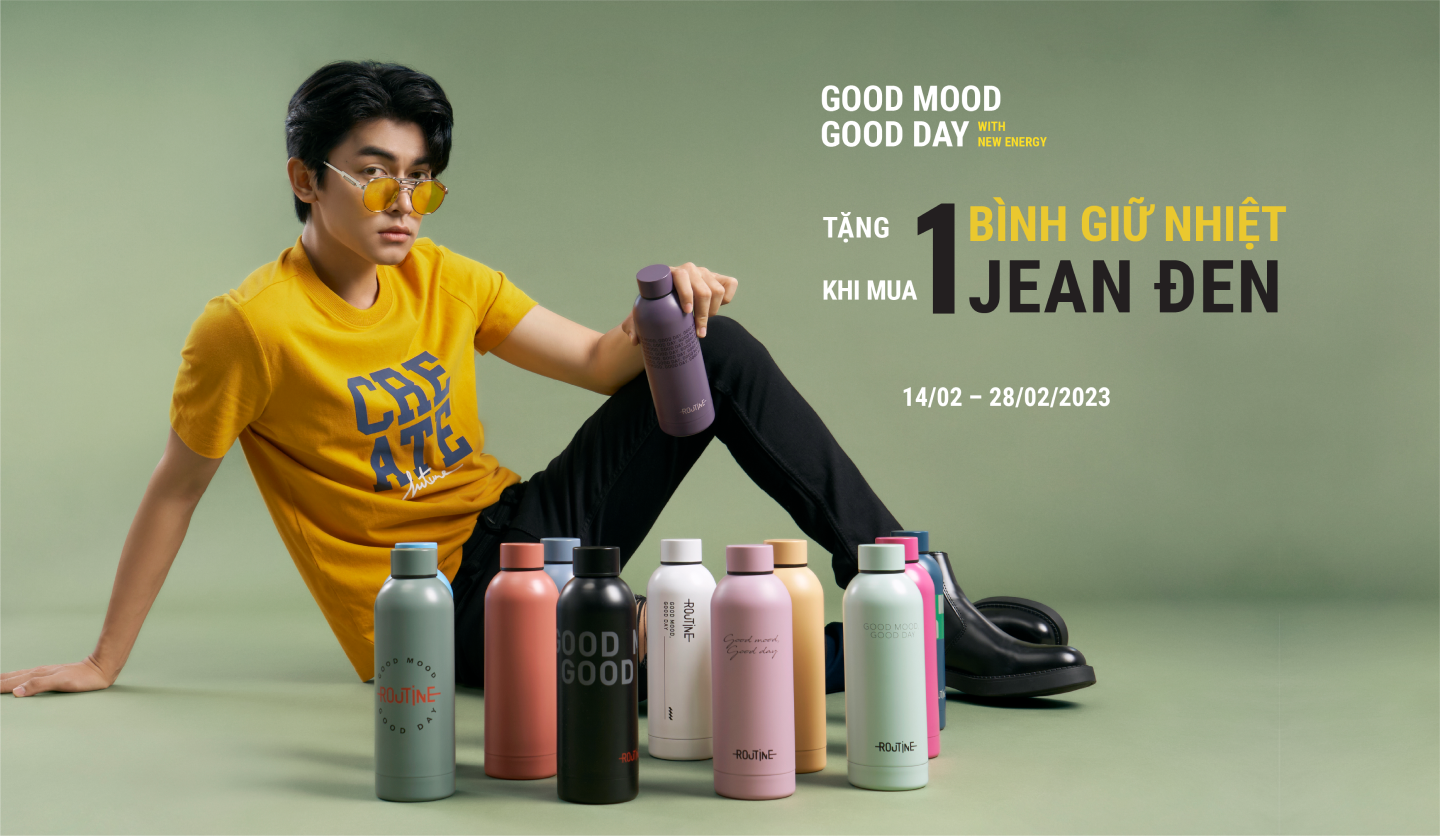 GOOD MOOD
GOOD DAY WITH NEW ENERGY
TẶNG 1 BÌNH GIỮ NHIỆT
KHI MUA 1 JEAN ĐEN
14/02 – 28/02/2023
CRE
ATE
ROUTINE
GOOD MOOD
ROUTINE
GOOD DAY
GOOD M
GOOD
ROUTINE
ROUTINE
GOOD MOOD,
GOOD DAY
Good mood
Good day
ROUTINE
GOOD MOOD,
GOOD DAY
ROUTINE